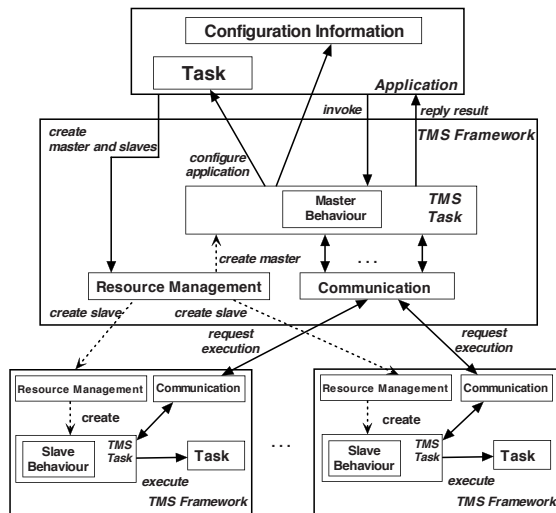 Configuration Information
Task
Application
create
master and slaves
invoke
reply result
TMS Framework
configure
application
Master
Behaviour
TMS
Task
create master
. . .
Resource Management
Communication
create slave
create slave
request
execution
request
execution
Resource Management
Communication
create
Slave
Behaviour
TMS
Task
Task
execute
TMS Framework
. . .
Resource Management
Communication
create
Slave
Behaviour
TMS
Task
Task
execute
TMS Framework